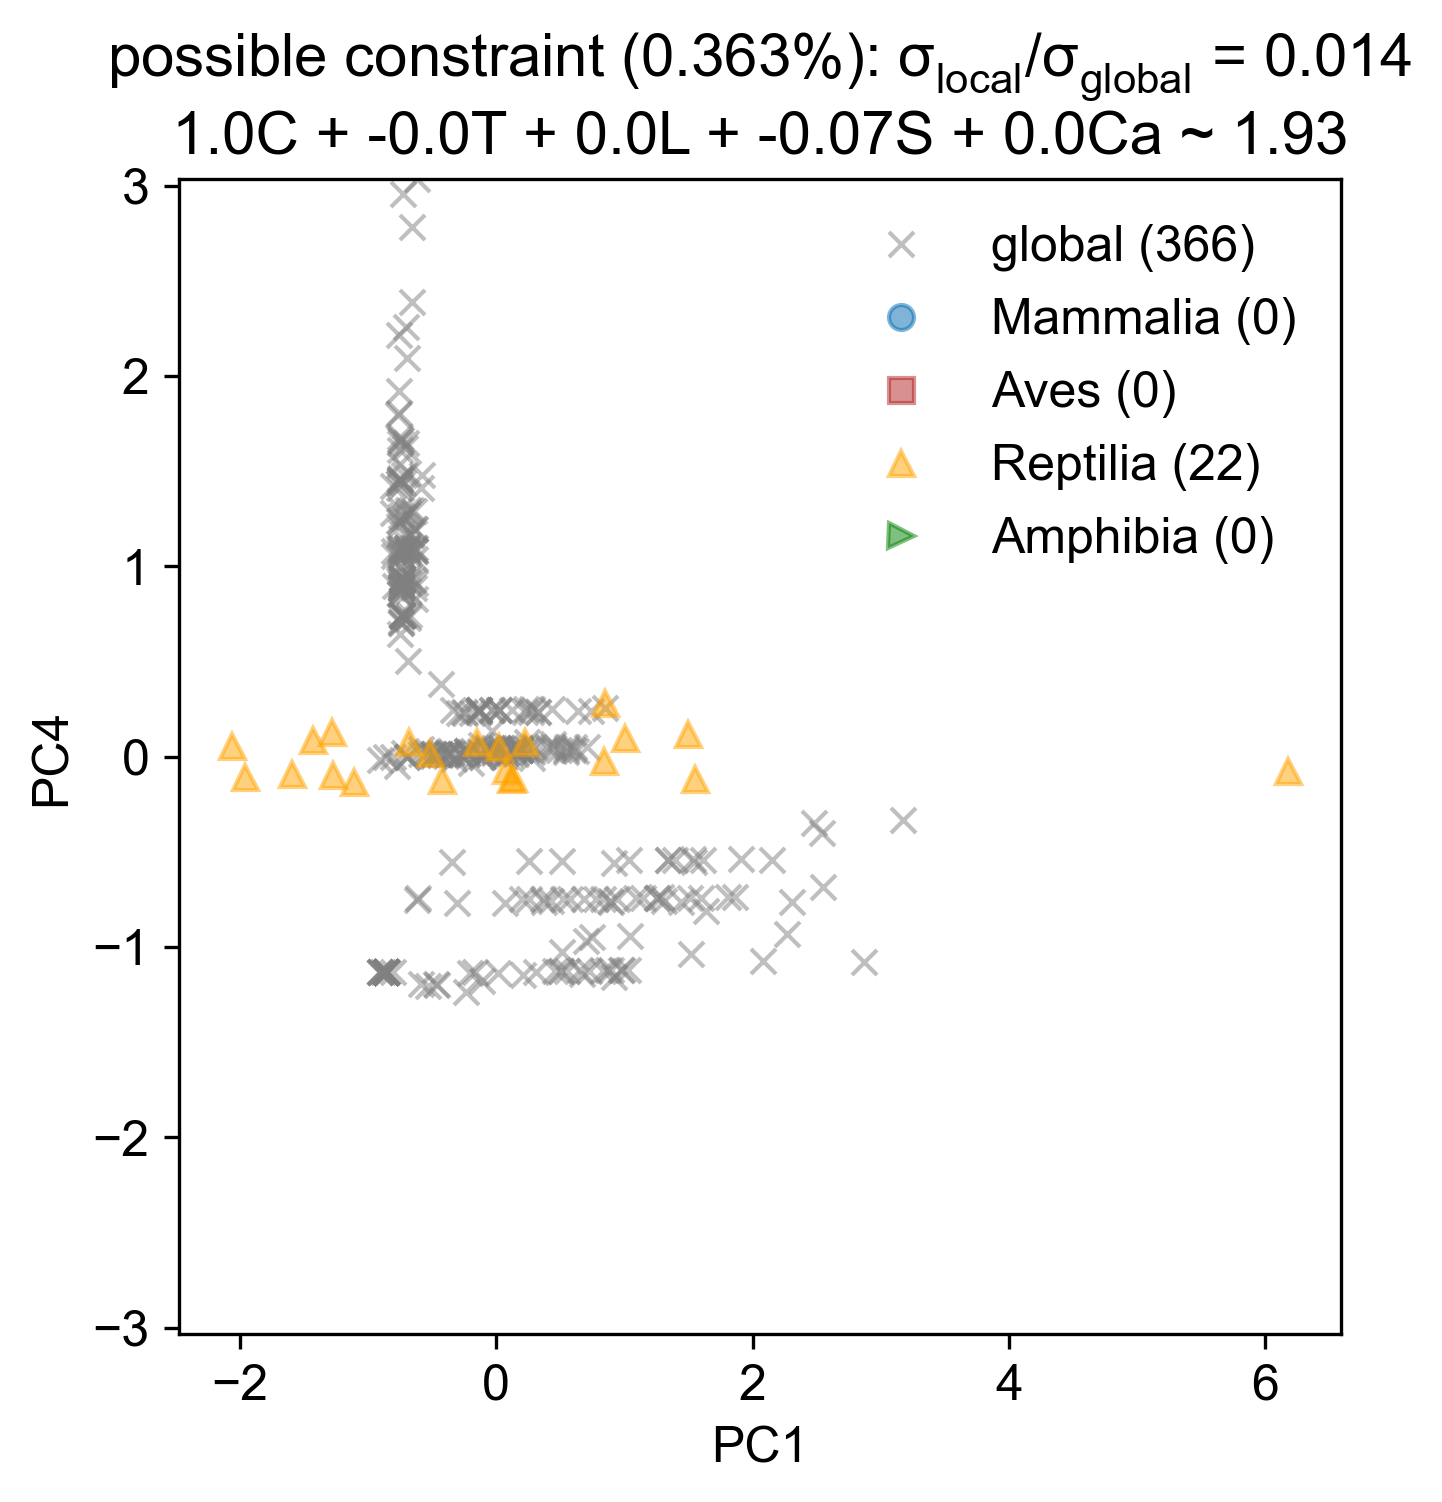 possible constraint (0.363%): σlocal/σglobal = 0.014
1.0C + -0.0T + 0.0L + -0.07S + 0.0Ca ~ 1.93
3
2
1
0
−1
−2
−3
PC4
global (366)
Mammalia (0)
Aves (0)
Reptilia (22)
Amphibia (0)
−2 0 2 4 6
PC1